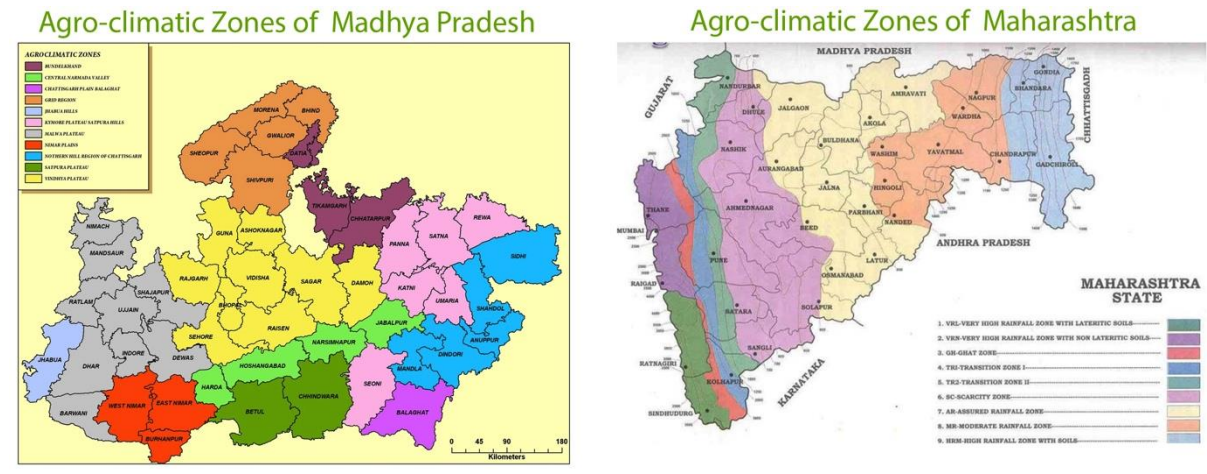 Agro-climatic Zones of Madhya Pradesh
AGROCLIMATIC ZONES
BUNDELKHAND
CENTRAL NARMADA VALLEY
CHATTISGARH PLAIN BALAGHAT
GRID REGION
JHABUA HILLS
KYMORE PLATEAU SATPURA HILLS
MALWA PLATEAU
NIMAR PLAINS
NOTHERN HILL REGION OF CHATTISGARH
SATPURA PLATEAU
VINDHYA PLATEAU
MORENA
BHIND
GWALIOR
DATIA
SHEOPUR
SHIVPURI
TIKAMGARH
CHHATARPUR
REWA
SATNA
PANNA
SIDHI
NIMACH
MANDSAUR
GUNA
ASHOKNAGAR
RAJGARH
VIDISHA
SAGAR
DAMOH
KATNI
UMARIA
SHAHDOL
ANUPPUR
RATLAM
SHAJAPUR
UJJAIN
BHOPAL
RAISEN
SEHORE
JABALPUR
NARSIMHAPUR
DINDORI
MANDLA
JHABUA
DHAR
INDORE
DEWAS
HOSHANGABAD
HARDA
SEONI
BALAGHAT
BETUL
CHHINDWARA
BARWANI
WEST NIMAR
EAST NIMAR
BURHANPUR
0 45 90 180
Kilometers
Agro-climatic Zones of Maharashtra
MADHYA PRADESH
GUJARAT
CHHATISGADH
NANDURBAR
DHULE
JALGAON
AMRAVATI
NAGPUR
BHANDARA
GONDIA
WARDHA
AKOLA
BULDHANA
NASHIK
AURANGABAD
WASHIM
YAVATMAL
CHANDRAPUR
GADCHIROLI
JALNA
HINGOLI
THANE
AHMEDNAGAR
PARBHANI
NANDED
MUMBAI
BEED
ANDHRA PRADESH
PUNE
LATUR
OSMANABAD
RAIGAD
SATARA
SOLAPUR
SANGLI
RATNAGIRI
KOLHAPUR
KARNATAKA
SINDHUDURG
MAHARASHTRA
STATE
1. VRL-VERY HIGH RAINFALL ZONE WITH LATERITIC SOILS
2. VRN-VERY HIGH RAINFALL ZONE WITH NON LATERITIC SOILS
3. GH-GHAT ZONE
4. TRI-TRANSITION ZONE I
5. TR2-TRANSITION ZONE II
6. SC-SCARCITY ZONE
7. AR-ASSURED RAINFALL ZONE
8. MR-MODERATE RAINFALL ZONE
9. HRM-HIGH RAINFALL ZONE WITH SOILS